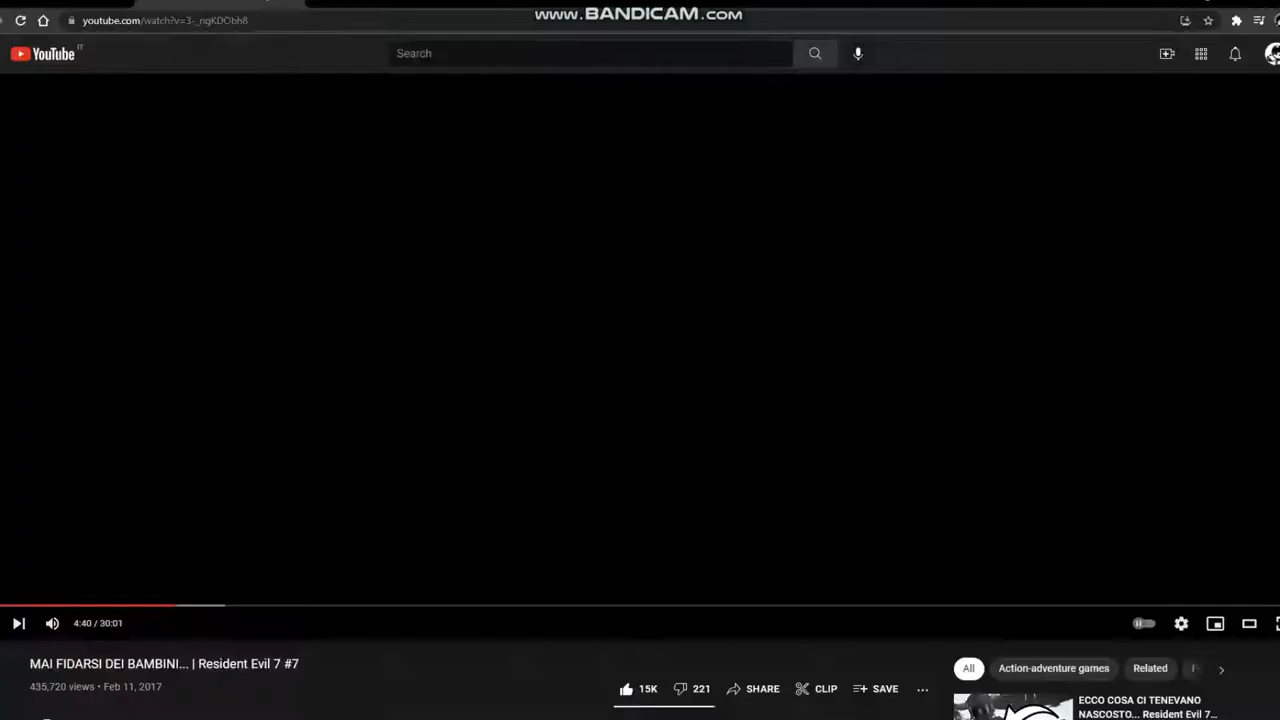 WWW.BANDICAM.COM
youtube.com/watch?v=3-_ngKDObh8
YouTube IT
Search
4:40 / 30:01
MAI FIDARSI DEI BAMBINI... | Resident Evil 7 #7
435,720 views • Feb 11, 2017
15K 221 SHARE CLIP SAVE
All Action-adventure games Related
ECCO COSA CI TENEVANO
NASCOSTO... Resident Evil 7...